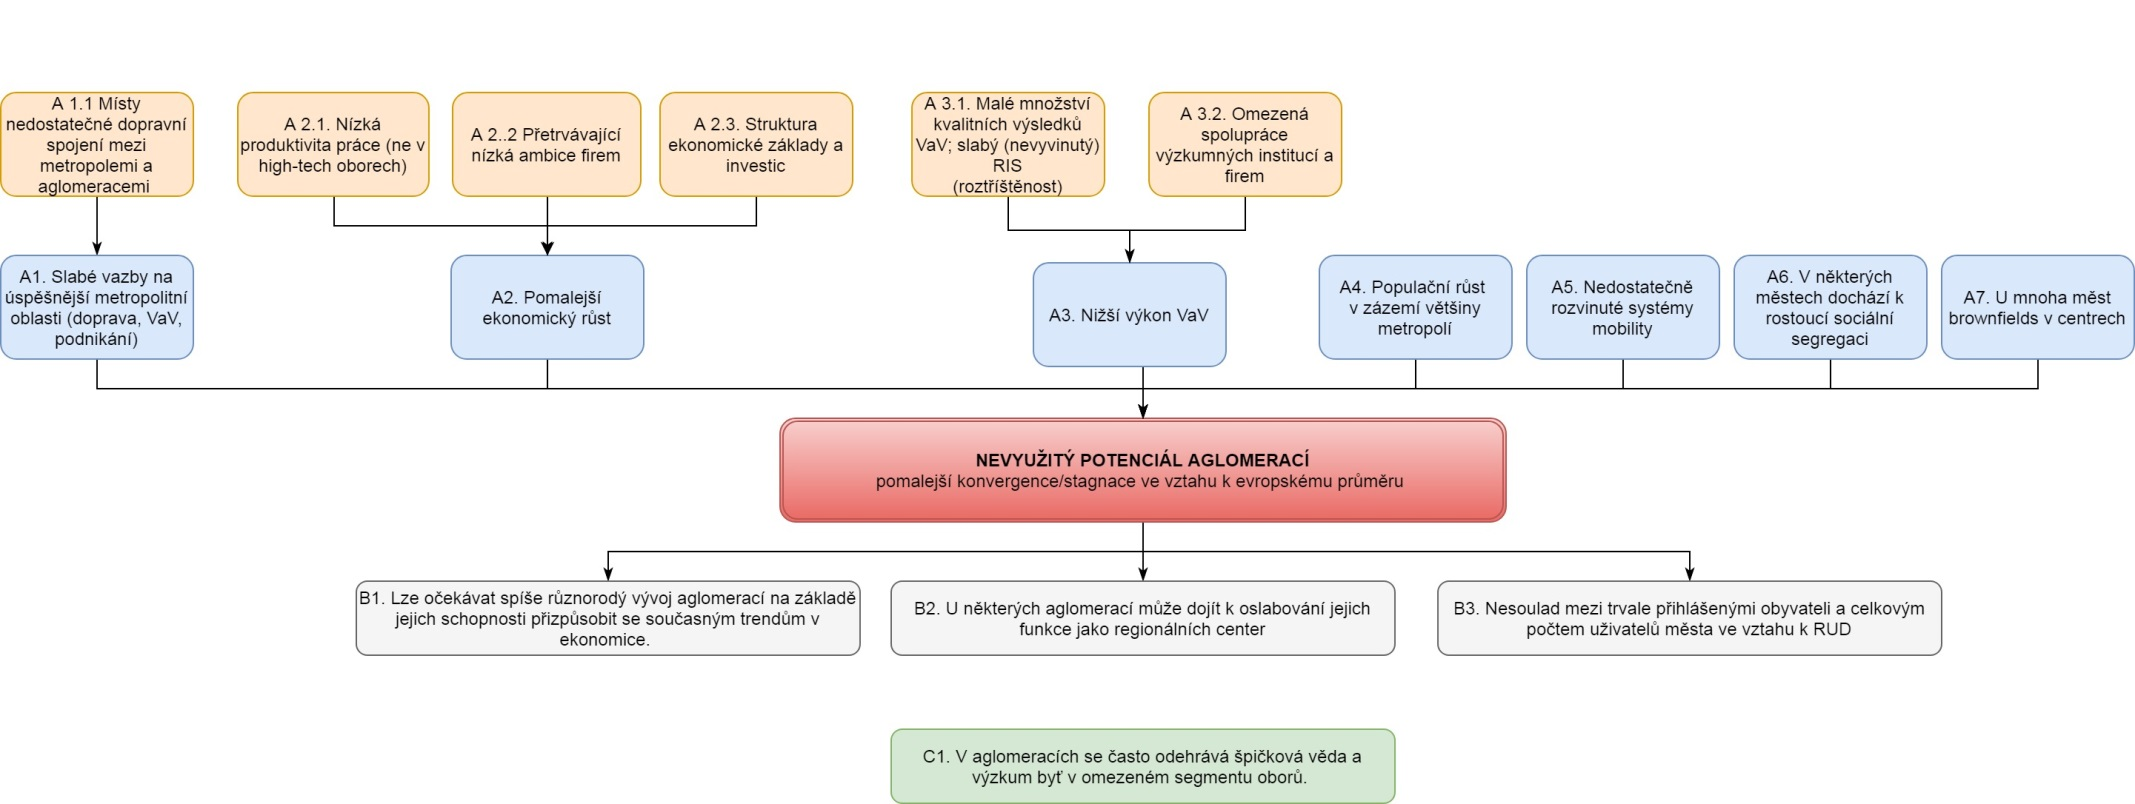 A 1.1 Místy
nedostatečné dopravní
spojení mezi
metropolemi a
aglomeracemi
A 2.1. Nízká
produktivita práce (ne v
high-tech oborech)
A 2..2 Přetrvávající
nízká ambice firem
A 2.3. Struktura
ekonomické základy a
investic
A 3.1. Malé množství
kvalitních výsledků
VaV; slabý (nevyvinutý)
RIS
(roztříštěnost)
A 3.2. Omezená
spolupráce
výzkumných institucí a
firem
A1. Slabé vazby na
úspěšnější metropolitní
oblasti (doprava, VaV,
podnikání)
A2. Pomalejší
ekonomický růst
A3. Nižší výkon VaV
A4. Populační růst
v zázemí většiny
metropolí
A5. Nedostatečně
rozvinuté systémy
mobility
A6. V některých
městech dochází k
rostoucí sociální
segregaci
A7. U mnoha měst
brownfields v centrech
NEVYUŽITÝ POTENCIÁL AGLOMERACÍ
pomalejší konvergence/stagnace ve vztahu k evropskému průměru
B1. Lze očekávat spíše různorodý vývoj aglomerací na základě
jejich schopnosti přizpůsobit se současným trendům v
ekonomice.
B2. U některých aglomerací může dojít k oslabování jejich
funkce jako regionálních center
B3. Nesoulad mezi trvale přihlášenými obyvateli a celkovým
počtem uživatelů města ve vztahu k RUD
C1. V aglomeracích se často odehrává špičková věda a
výzkum byť v omezeném segmentu oborů.